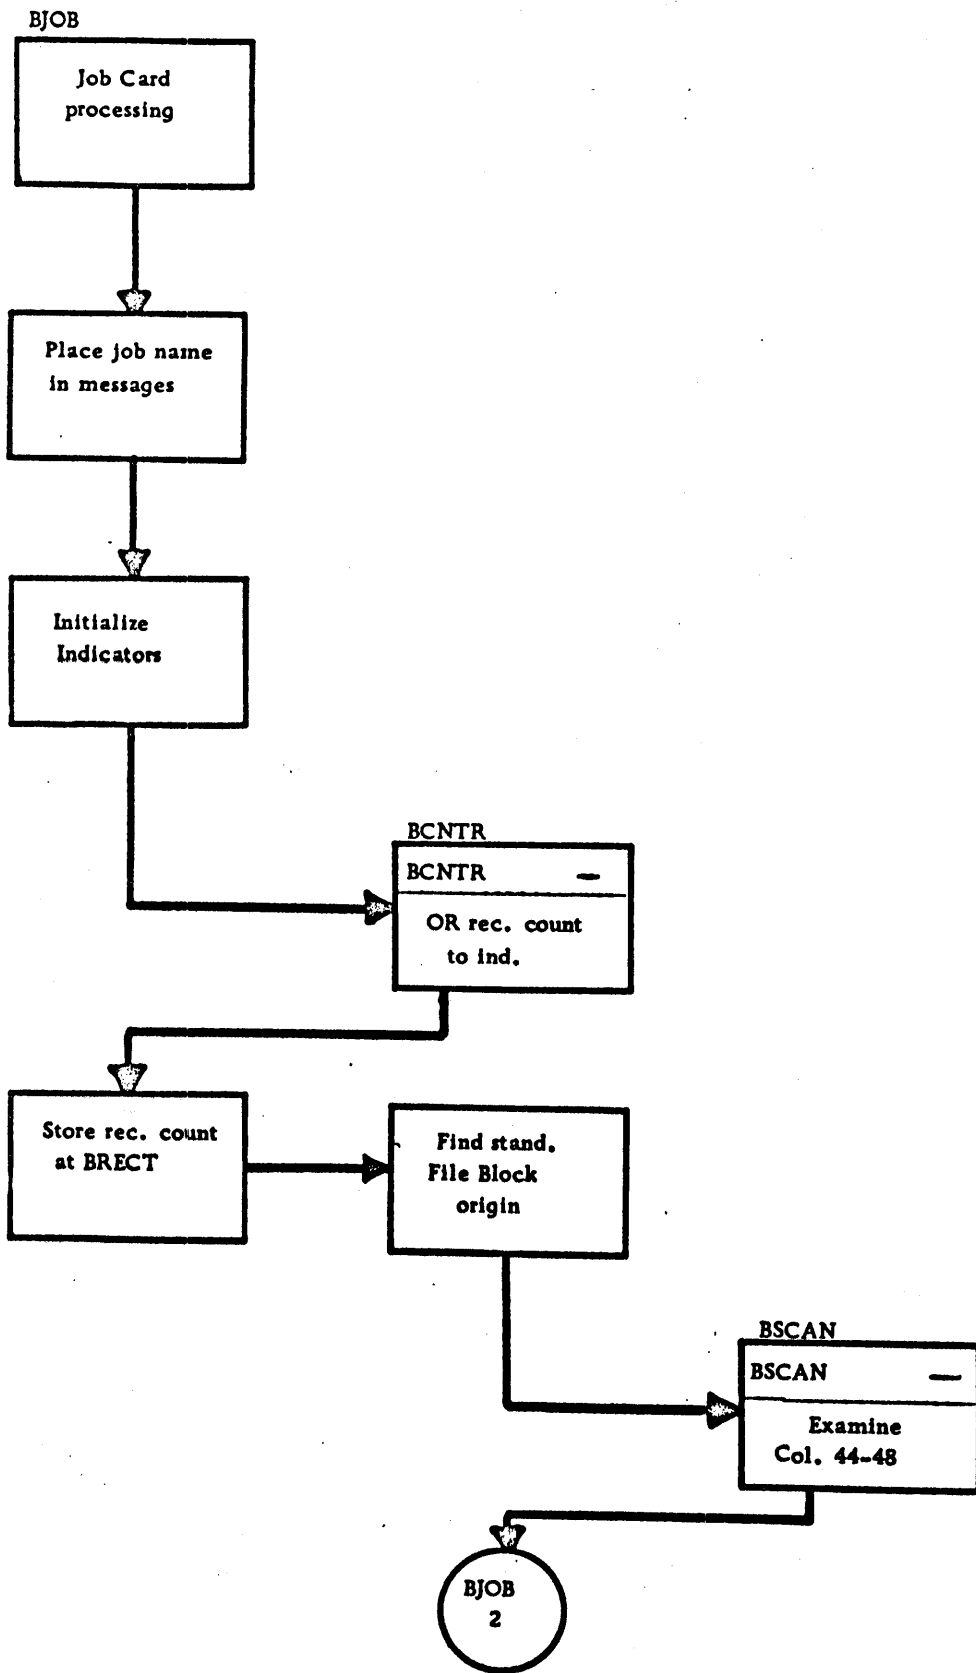 BJOB
Job Card
processing
Place job name
in messages
Initialize
Indicators
BCNTR
BCNTR –
OR rec. count
to ind.
Store rec. count
at BRECT
Find stand.
File Block
origin
BSCAN
BSCAN –
Examine
Col. 44-48
BJOB
2